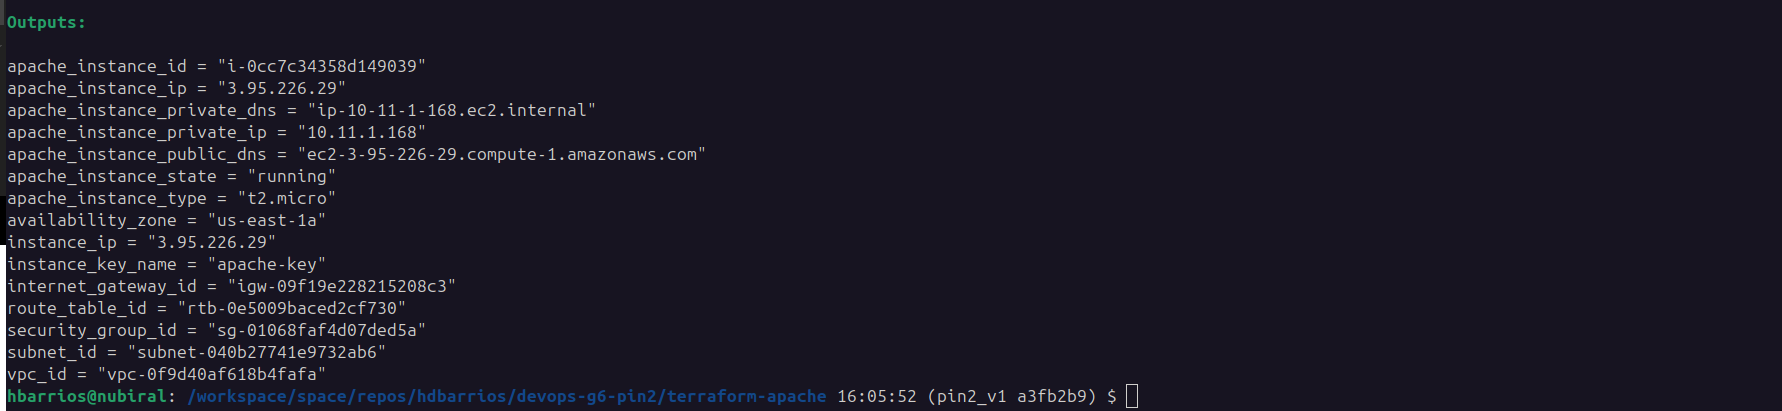 Outputs:
apache_instance_id = "i-0cc7c34358d149039"
apache_instance_ip = "3.95.226.29"
apache_instance_private_dns = "ip-10-11-1-168.ec2.internal"
apache_instance_private_ip = "10.11.1.168"
apache_instance_public_dns = "ec2-3-95-226-29.compute-1.amazonaws.com"
apache_instance_state = "running"
apache_instance_type = "t2.micro"
availability_zone = "us-east-1a"
instance_ip = "3.95.226.29"
instance_key_name = "apache-key"
internet_gateway_id = "igw-09f19e228215208c3"
route_table_id = "rtb-0e5009baced2cf730"
security_group_id = "sg-01068faf4d07ded5a"
subnet_id = "subnet-040b27741e9732ab6"
vpc_id = "vpc-0f9d40af618b4fafa"
hbarrios@nubiral: /workspace/space/repos/hdbarrios/devops-g6-pin2/terraform-apache 16:05:52 (pin2_v1 a3fb2b9) $